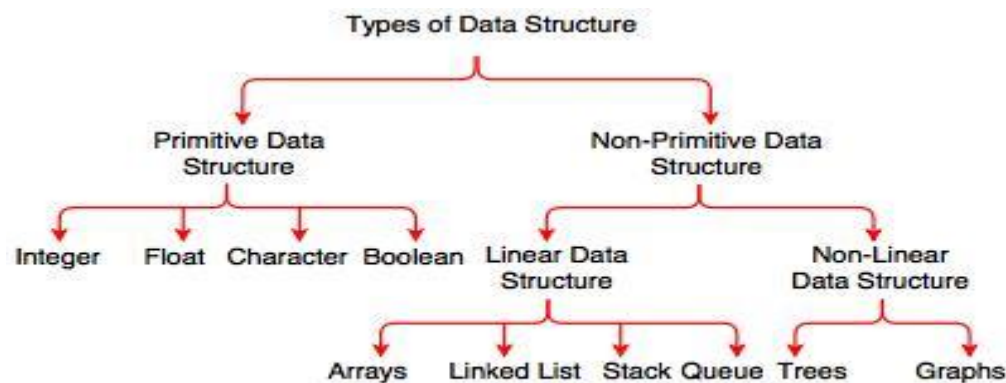 Types of Data Structure
Primitive Data
Structure
Non-Primitive Data
Structure
Integer Float Character Boolean
Linear Data
Structure
Non-Linear
Data Structure
Arrays Linked List Stack Queue Trees Graphs